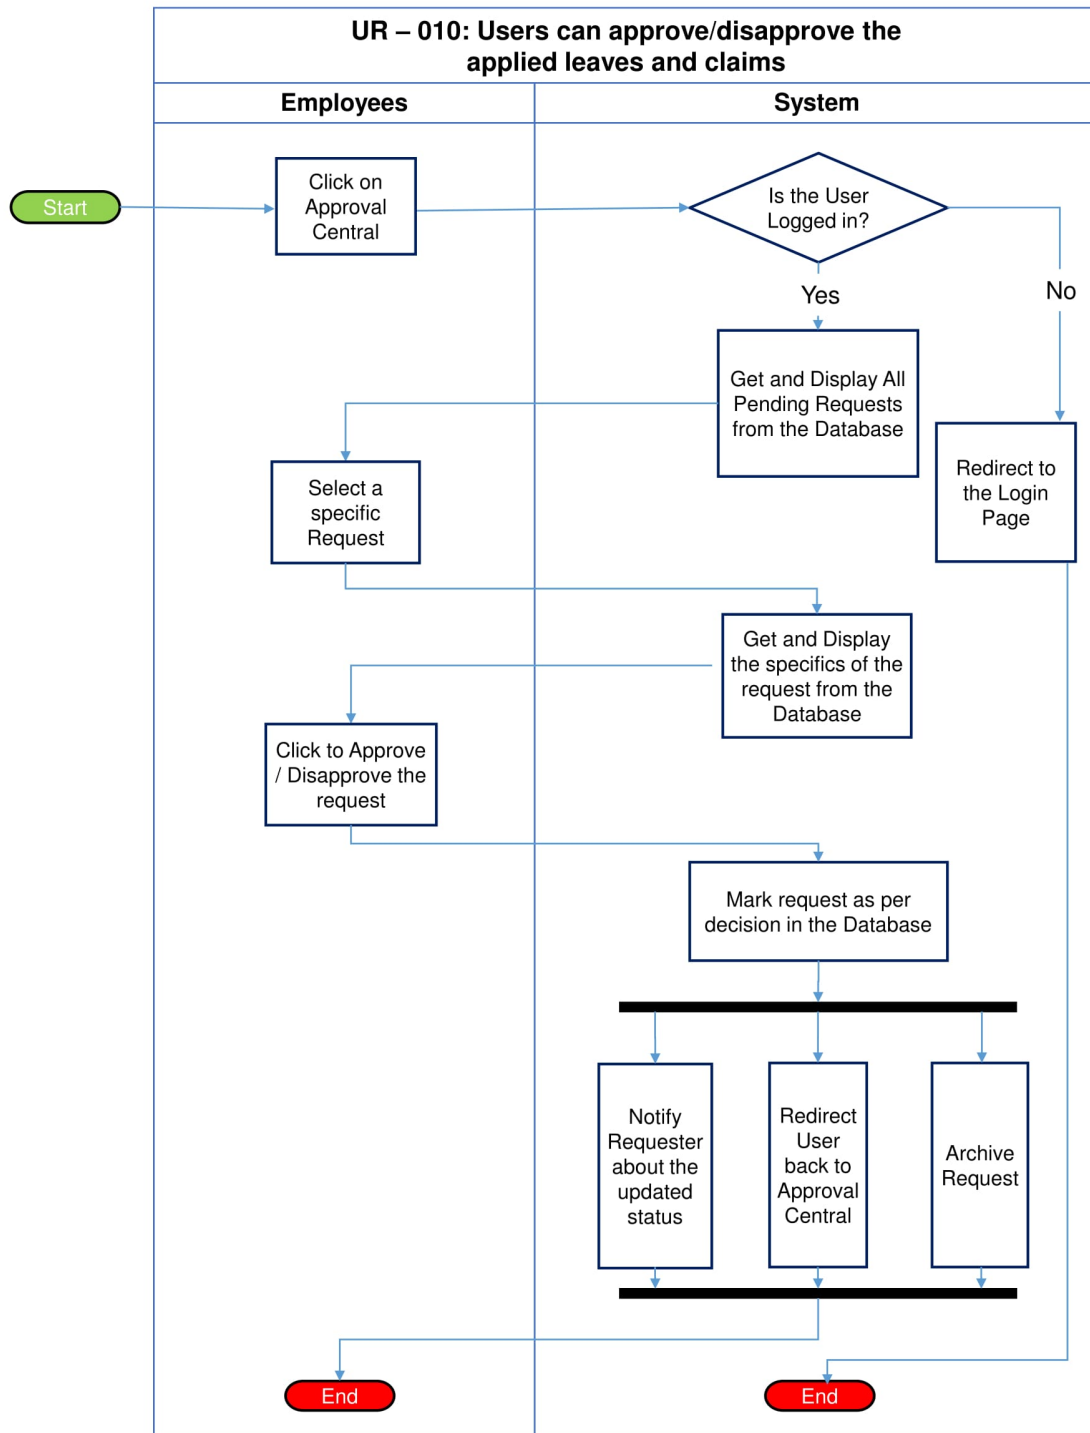 UR – 010: Users can approve/disapprove the
applied leaves and claims
Employees
System
Start
Click on
Approval
Central
Is the User
Logged in?
Yes
No
Get and Display All
Pending Requests
from the Database
Redirect to
the Login
Page
Select a
specific
Request
Get and Display
the specifics of the
request from the
Database
Click to Approve
/ Disapprove the
request
Mark request as per
decision in the Database
Notify
Requester
about the
updated
status
Redirect
User
back to
Approval
Central
Archive
Request
End
End